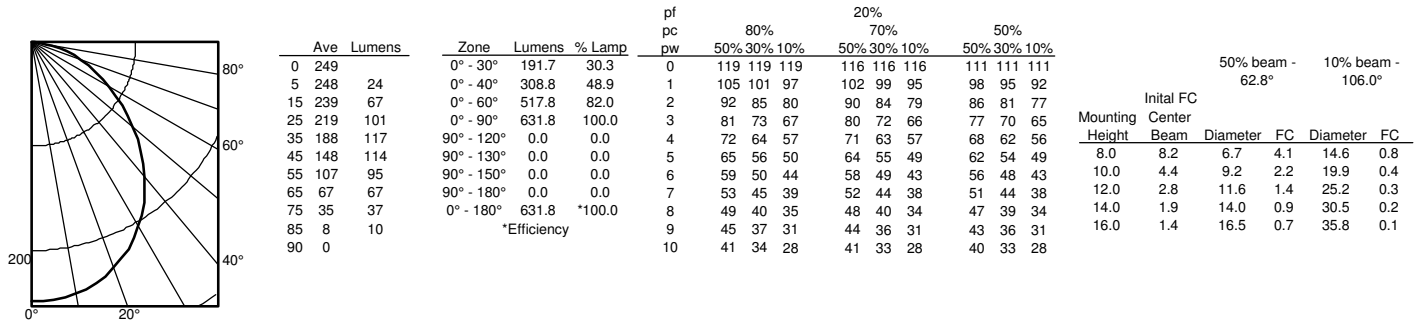 80°
60°
200
40°
0° 20°
Ave Lumens
0 249
5 248 24
15 239 67
25 219 101
35 188 117
45 148 114
55 107 95
65 67 67
75 35 37
85 8 10
90 0
Zone Lumens % Lamp
0° - 30° 191.7 30.3
0° - 40° 308.8 48.9
0° - 60° 517.8 82.0
0° - 90° 631.8 100.0
90° - 120° 0.0 0.0
90° - 130° 0.0 0.0
90° - 150° 0.0 0.0
90° - 180° 0.0 0.0
0° - 180° 631.8 *100.0
*Efficiency
pf 20%
pc 80% 70% 50%
pw 50% 30% 10% 50% 30% 10% 50% 30% 10%
0 119 119 119 116 116 116 111 111 111
1 105 101 97 102 99 95 98 95 92
2 92 85 80 90 84 79 86 81 77
3 81 73 67 80 72 66 77 70 65
4 72 64 57 71 63 57 68 62 56
5 65 56 50 64 55 49 62 54 49
6 59 50 44 58 49 43 56 48 43
7 53 45 39 52 44 38 51 44 38
8 49 40 35 48 40 34 47 39 34
9 45 37 31 44 36 31 43 36 31
10 41 34 28 41 33 28 40 33 28
50% beam - 10% beam -
62.8° 106.0°
Inital FC
Mounting Center
Height Beam Diameter FC Diameter FC
8.0 8.2 6.7 4.1 14.6 0.8
10.0 4.4 9.2 2.2 19.9 0.4
12.0 2.8 11.6 1.4 25.2 0.3
14.0 1.9 14.0 0.9 30.5 0.2
16.0 1.4 16.5 0.7 35.8 0.1